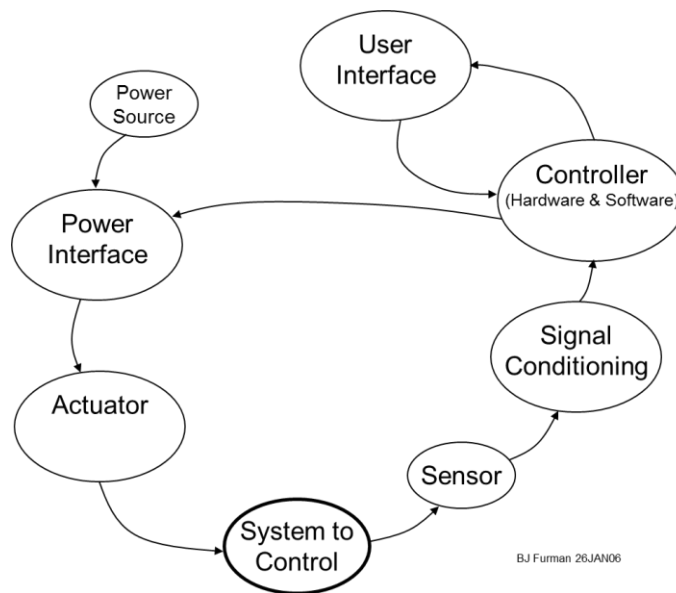 User
Interface
Power
Source
Controller
(Hardware & Software)
Power
Interface
Signal
Conditioning
Actuator
Sensor
System to
Control
BJ Furman 26JAN06